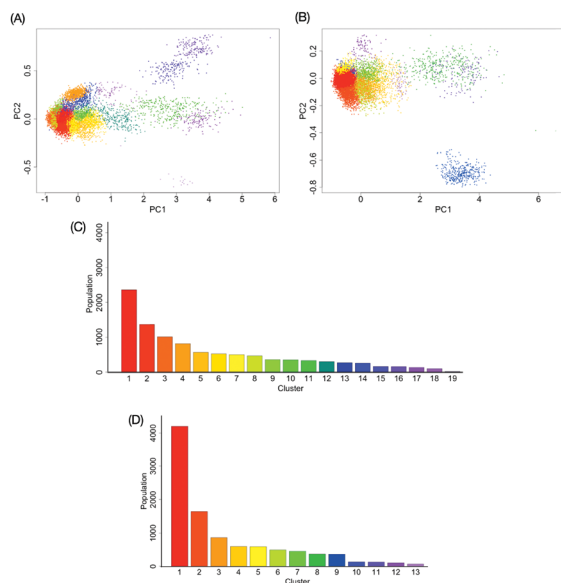 (A)
(B)
PC2
0.5
0.0
-0.5
-1 0 1 2 3 4 5 6
PC1
PC2
0.2
0.0
-0.2
-0.4
-0.6
-0.8
0 2 4 6
PC1
(C)
Population
4000
3000
2000
1000
0
1 2 3 4 5 6 7 8 9 10 11 12 13 14 15 16 17 18 19
Cluster
(D)
Population
4000
3000
2000
1000
0
1 2 3 4 5 6 7 8 9 10 11 12 13
Cluster